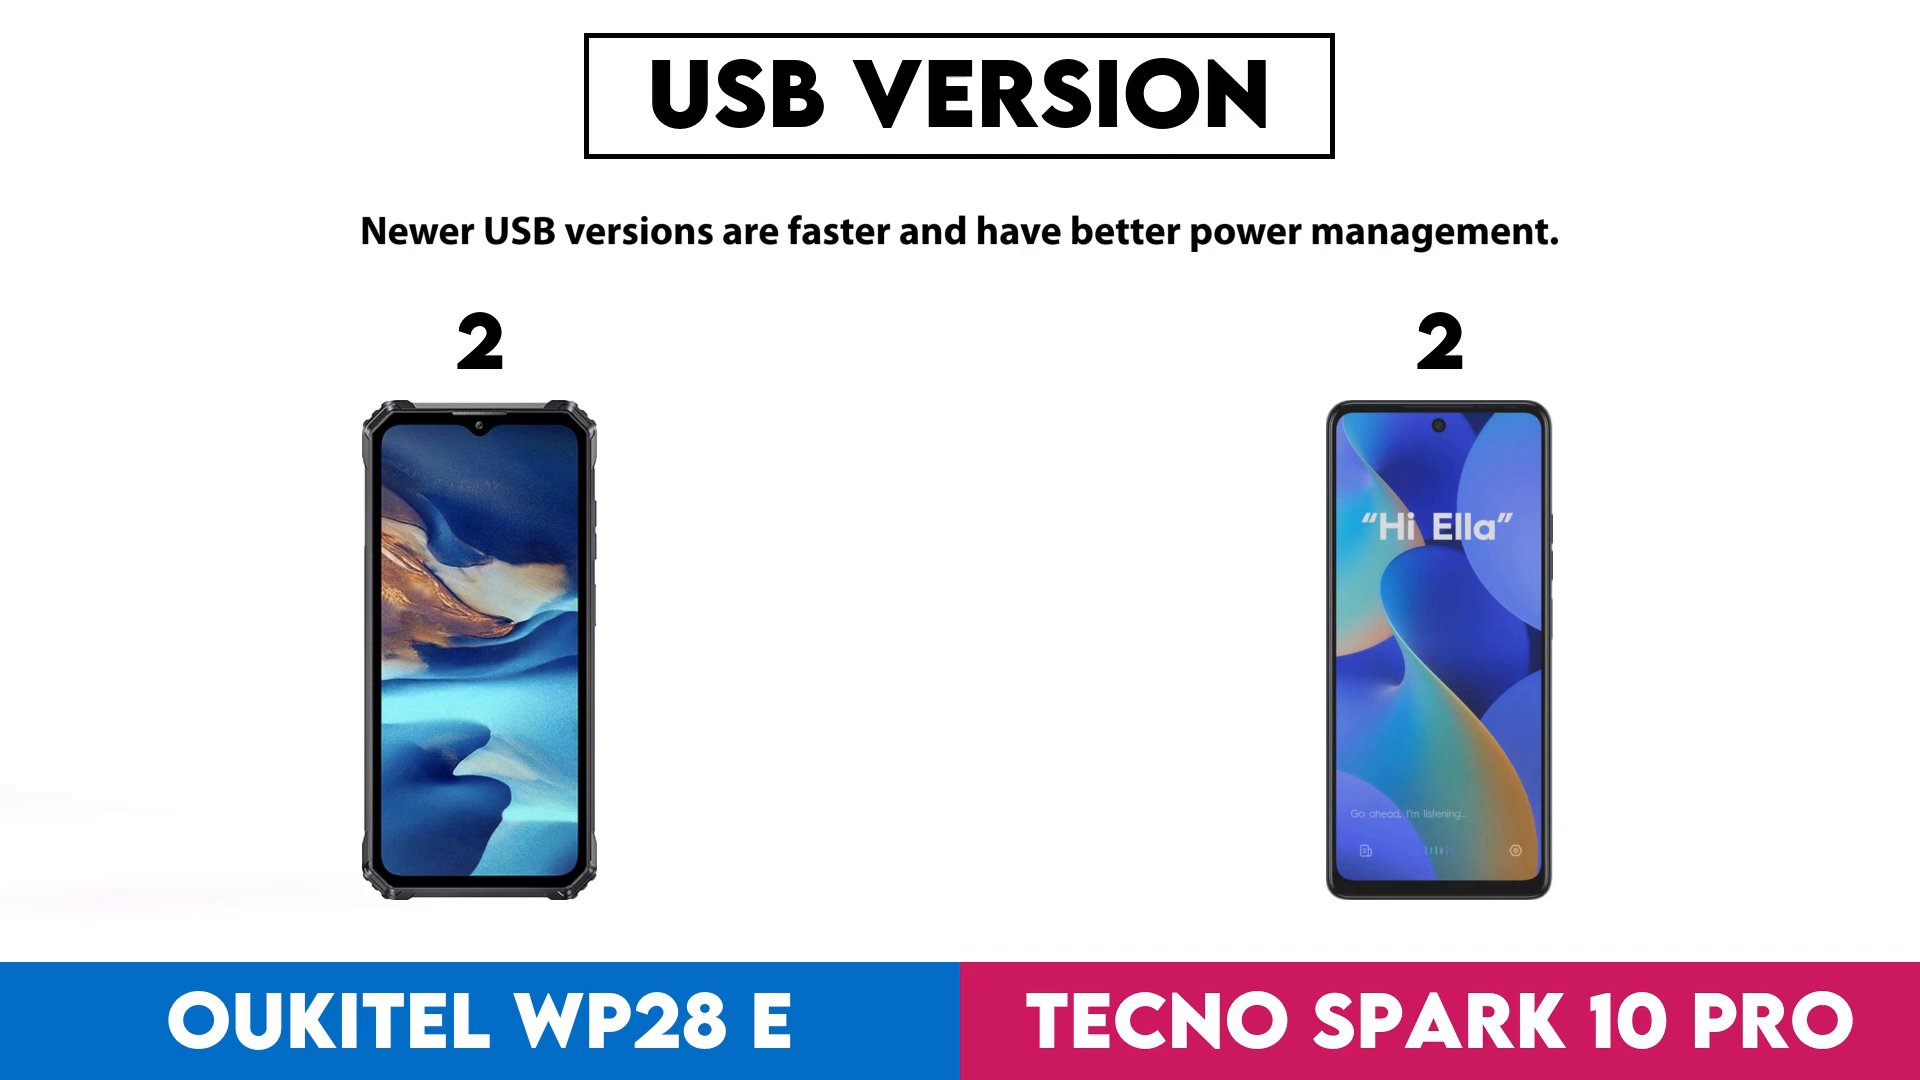 USB VERSION
Newer USB versions are faster and have better power management.
2
2
“Hi Ella”
Go ahead, I'm listening...
OUKITEL WP28 E
TECNO SPARK 10 PRO